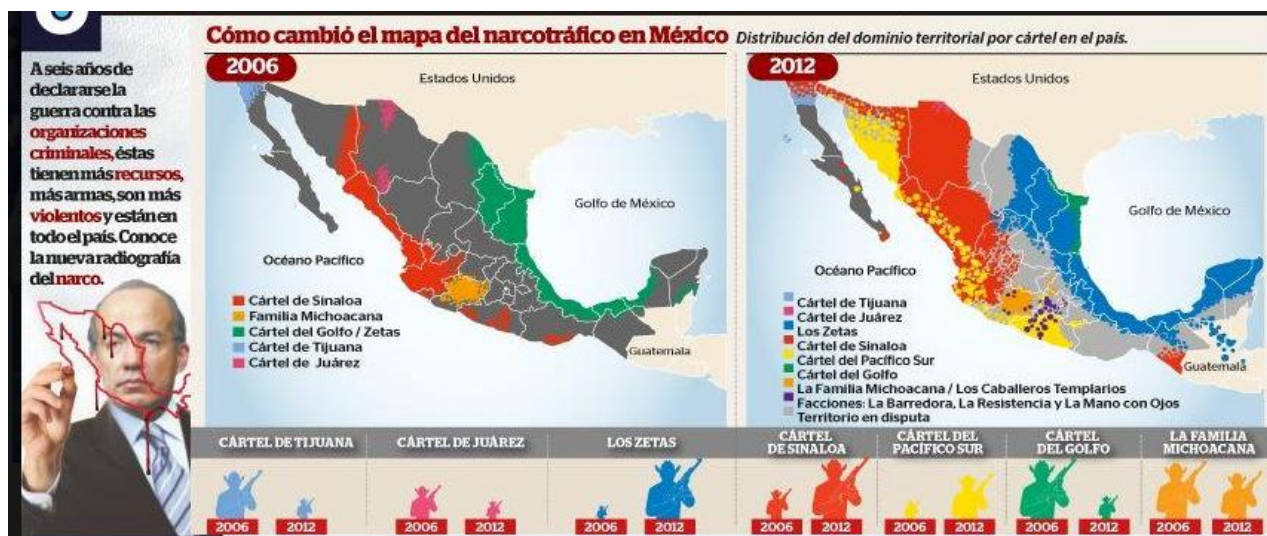 Cómo cambió el mapa del narcotráfico en México Distribución del dominio territorial por cártel en el país.
A seis años de
declararse la
guerra contra las
organizaciones
criminales, éstas
tienen más recursos,
más armas, son más
violentos y están en
todo el país. Conoce
la nueva radiografía
del narco.
2006
Estados Unidos
Golfo de México
Océano Pacífico
Guatemala
Cártel de Sinaloa
Familia Michoacana
Cártel del Golfo / Zetas
Cártel de Tijuana
Cártel de Juárez
2012
Estados Unidos
Golfo de México
Océano Pacífico
Guatemala
Cártel de Tijuana
Cártel de Juárez
Los Zetas
Cártel de Sinaloa
Cártel del Pacífico Sur
Cártel del Golfo
La Familia Michoacana / Los Caballeros Templarios
Facciones: La Barredora, La Resistencia y La Mano con Ojos
Territorio en disputa
CÁRTEL DE TIJUANA
2006 2012
CÁRTEL DE JUÁREZ
2006 2012
LOS ZETAS
2006 2012
CÁRTEL
DE SINALOA
2006 2012
CÁRTEL DEL
PACÍFICO SUR
2006 2012
CÁRTEL
DEL GOLFO
2006 2012
LA FAMILIA
MICHOACANA
2006 2012